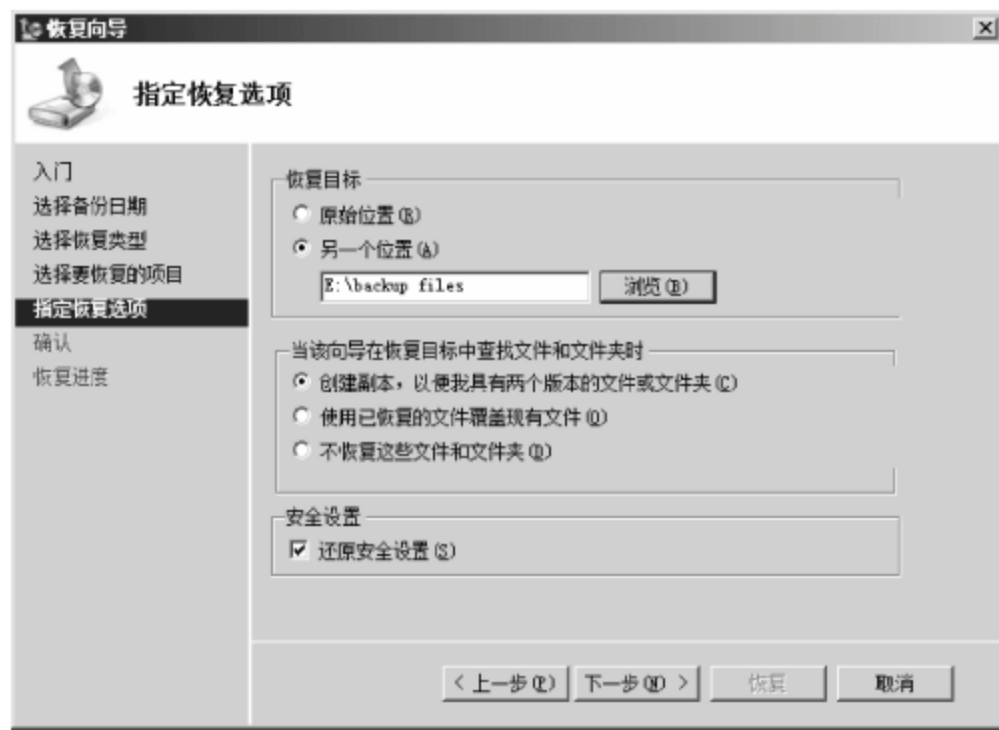 恢复向导
指定恢复选项
入门
选择备份日期
选择恢复类型
选择要恢复的项目
指定恢复选项
确认
恢复进度
恢复目标
原始位置(R)
另一个位置(A)
E:\backup files
浏览(B)
当该向导在恢复目标中查找文件和文件夹时
创建副本，以便我具有两个版本的文件或文件夹(C)
使用已恢复的文件覆盖现有文件(O)
不恢复这些文件和文件夹(D)
安全设置
还原安全设置(S)
< 上一步(P)
下一步(N) >
恢复
取消